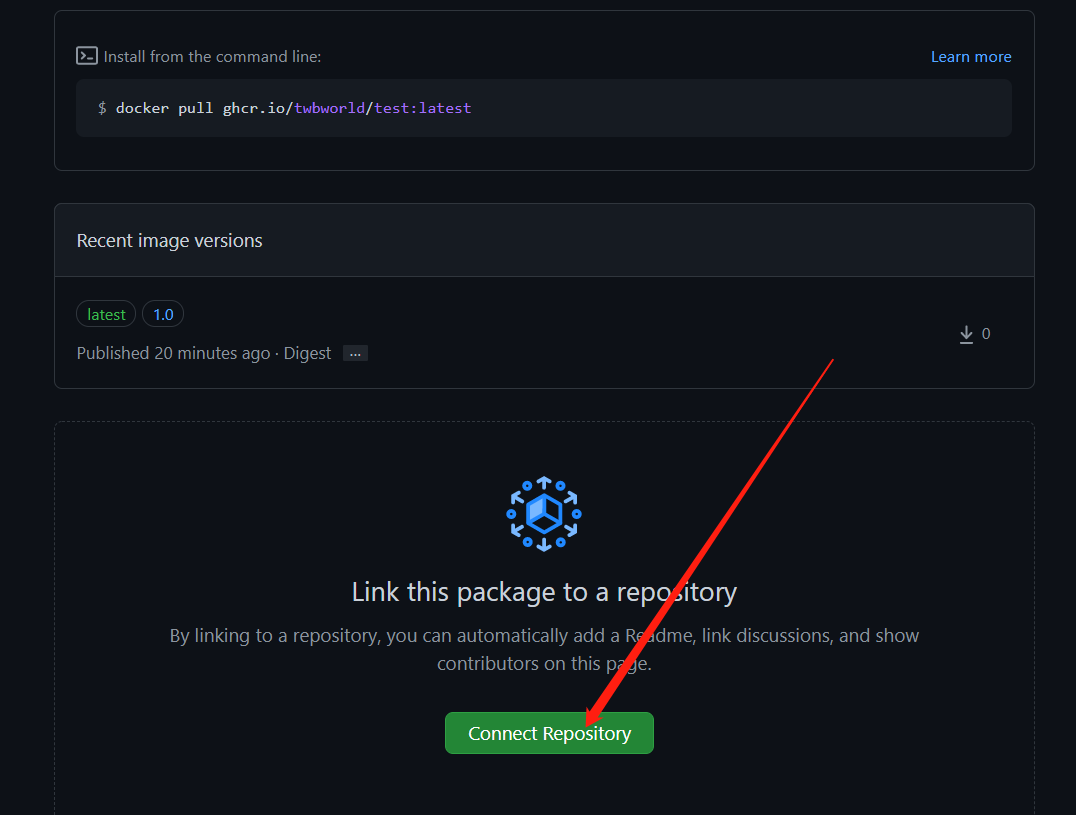 Install from the command line:
Learn more
$ docker pull ghcr.io/twbworld/test:latest
Recent image versions
latest 1.0
Published 20 minutes ago · Digest ...
0
Link this package to a repository
By linking to a repository, you can automatically add a Readme, link discussions, and show
contributors on this page.
Connect Repository